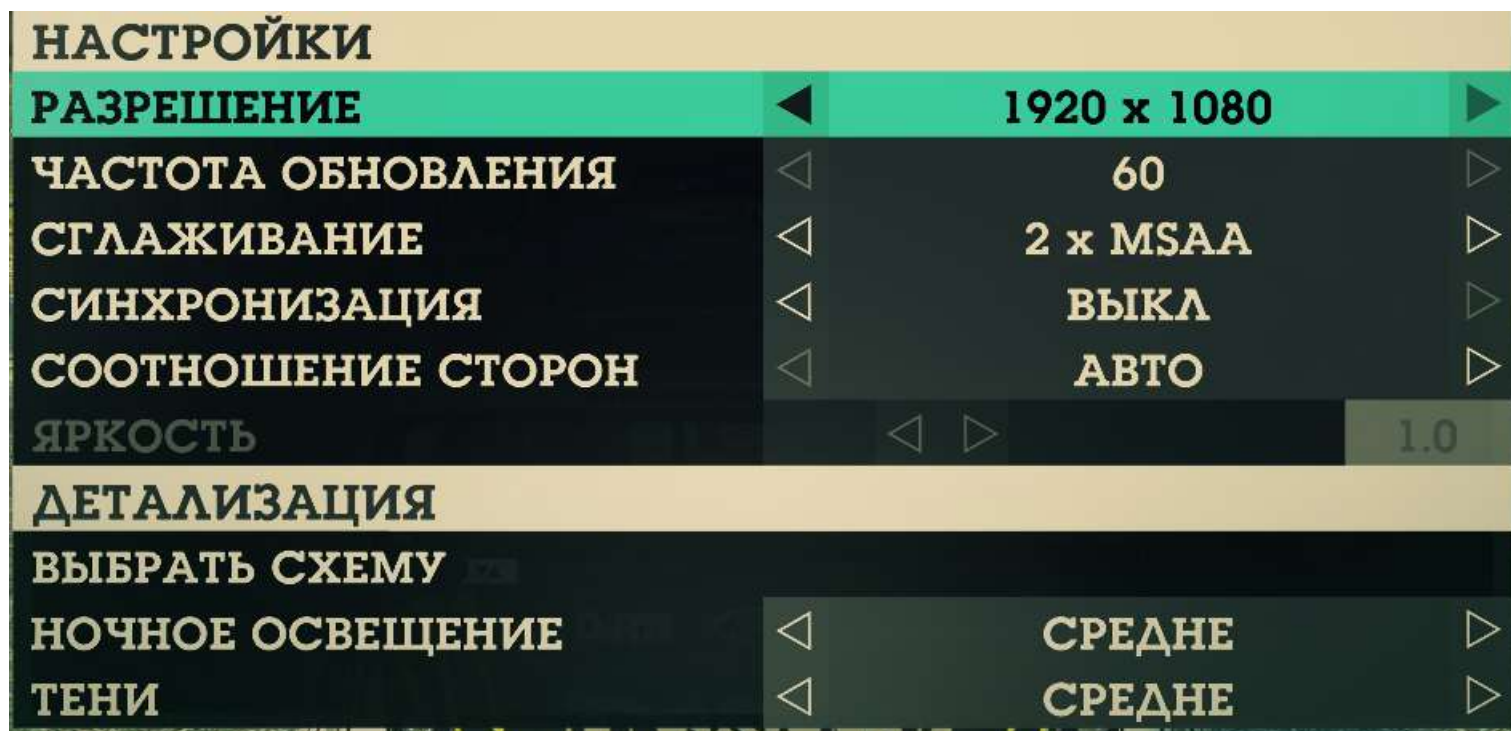 НАСТРОЙКИ
РАЗРЕШЕНИЕ 1920 x 1080
ЧАСТОТА ОБНОВЛЕНИЯ 60
СГЛАЖИВАНИЕ 2 x MSAA
СИНХРОНИЗАЦИЯ ВЫКЛ
СООТНОШЕНИЕ СТОРОН АВТО
ЯРКОСТЬ 1.0
ДЕТАЛИЗАЦИЯ
ВЫБРАТЬ СХЕМУ
НОЧНОЕ ОСВЕЩЕНИЕ СРЕДНЕ
ТЕНИ СРЕДНЕ